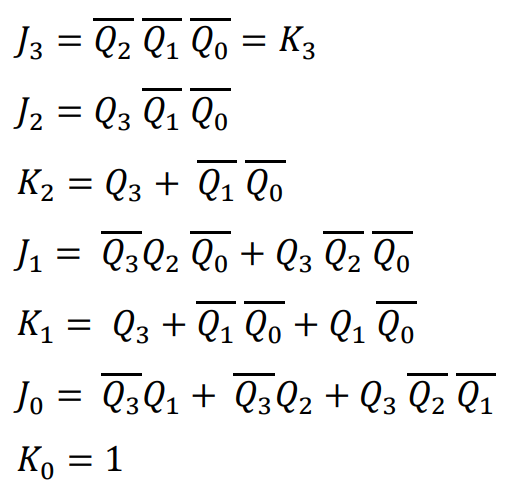 J₃ = Q̅₂ Q̅₁ Q̅₀ = K₃
J₂ = Q₃ Q̅₁ Q̅₀
K₂ = Q₃ + Q̅₁ Q̅₀
J₁ = Q̅₃Q₂ Q̅₀ + Q₃ Q̅₂ Q̅₀
K₁ = Q₃ + Q̅₁ Q̅₀ + Q₁ Q̅₀
J₀ = Q̅₃Q₁ + Q̅₃Q₂ + Q₃ Q̅₂ Q̅₁
K₀ = 1